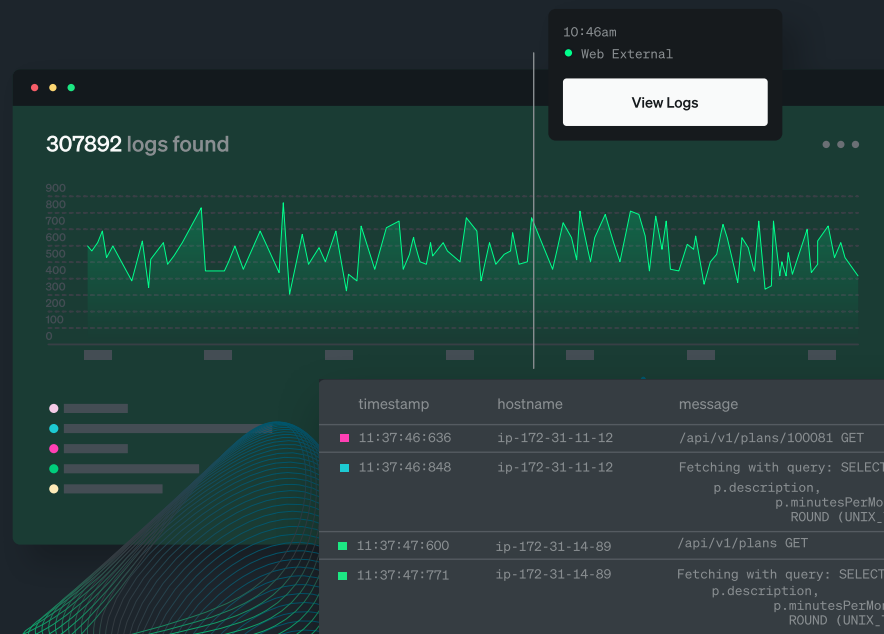 10:46am
Web External
View Logs
307892 logs found
900
800
700
600
500
400
300
200
100
0
timestamp hostname message
11:37:46:636 ip-172-31-11-12 /api/v1/plans/100081 GET
11:37:46:848 ip-172-31-11-12 Fetching with query: SELECT
p.description,
p.minutesPerMo
ROUND (UNIX_
11:37:47:600 ip-172-31-14-89 /api/v1/plans GET
11:37:47:771 ip-172-31-14-89 Fetching with query: SELECT
p.description,
p.minutesPerMo
ROUND (UNIX_